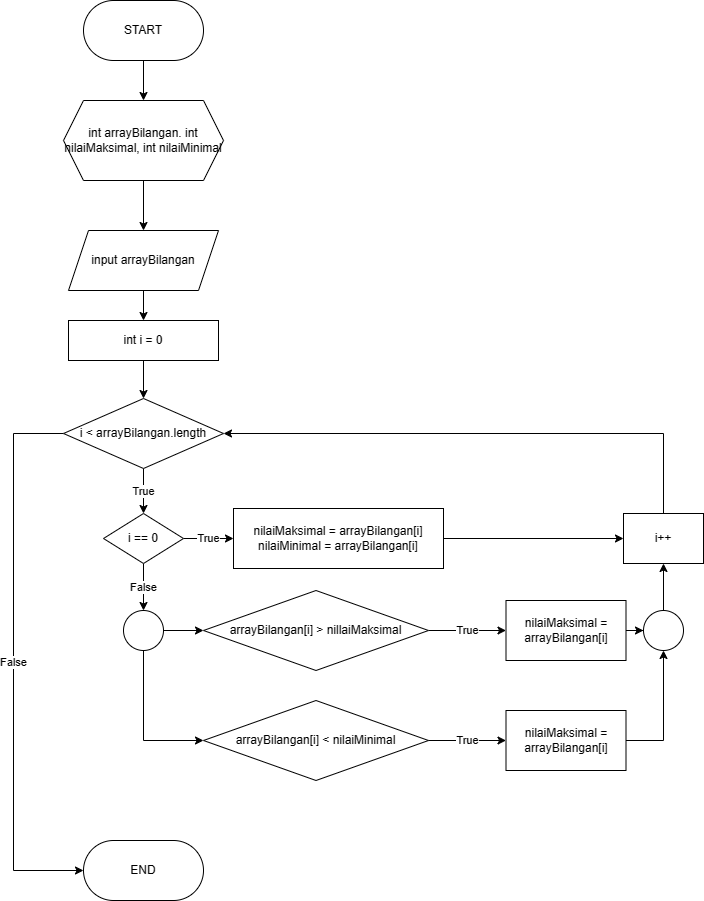 START
int arrayBilangan. int
nilaiMaksimal, int nilaiMinimal
input arrayBilangan
int i = 0
i < arrayBilangan.length
True
i == 0
True
nilaiMaksimal = arrayBilangan[i]
nilaiMinimal = arrayBilangan[i]
i++
False
arrayBilangan[i] > nillaiMaksimal
True
nilaiMaksimal =
arrayBilangan[i]
False
arrayBilangan[i] < nilaiMinimal
True
nilaiMaksimal =
arrayBilangan[i]
END